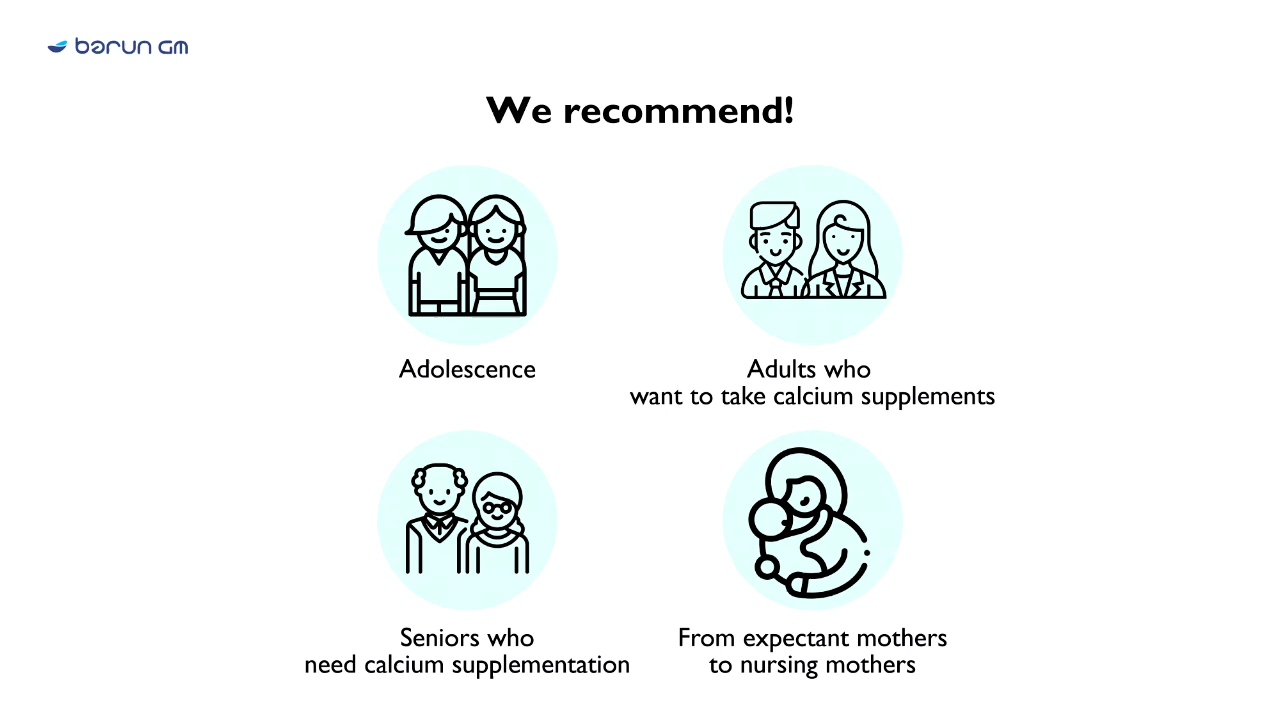 barun GM
We recommend!
Adolescence
Adults who
want to take calcium supplements
Seniors who
need calcium supplementation
From expectant mothers
to nursing mothers